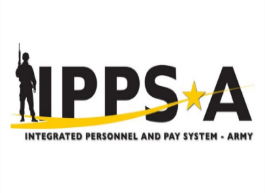 IPPS★A
INTEGRATED PERSONNEL AND PAY SYSTEM - ARMY